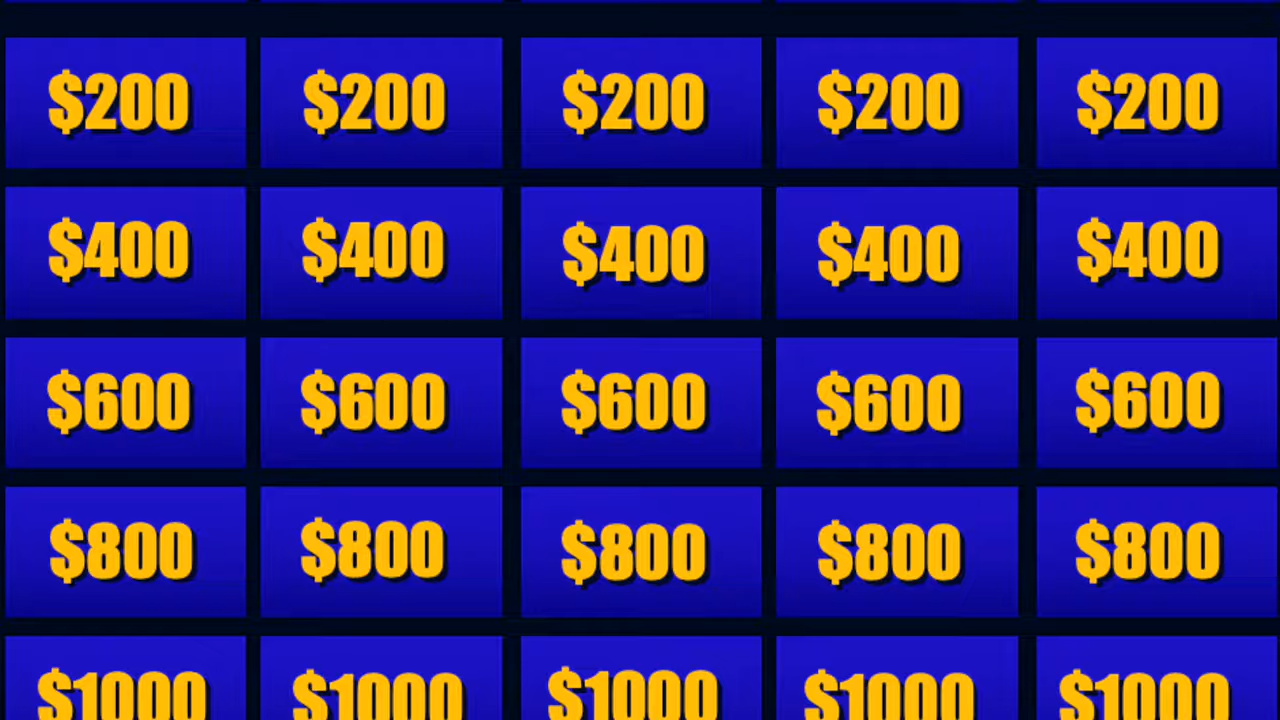 $200 $200 $200 $200 $200
$400 $400 $400 $400 $400
$600 $600 $600 $600 $600
$800 $800 $800 $800 $800
$1000 $1000 $1000 $1000 $1000